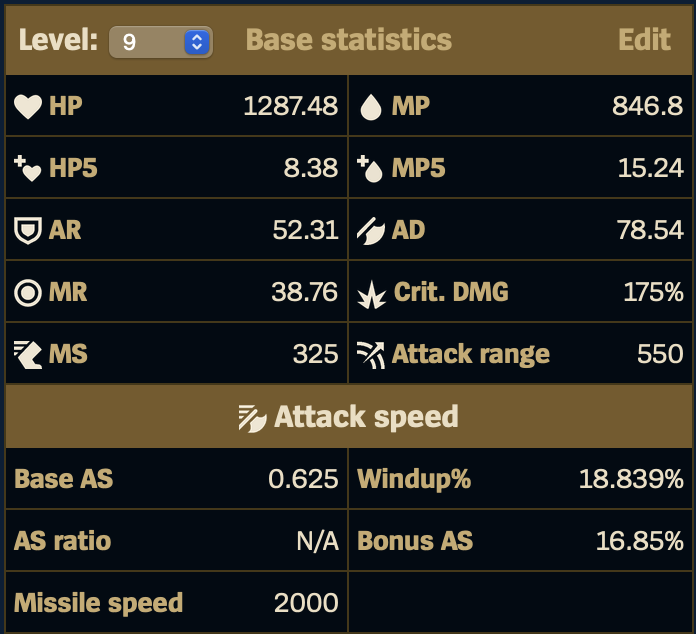 Level: 9 Base statistics Edit
HP 1287.48 MP 846.8
HP5 8.38 MP5 15.24
AR 52.31 AD 78.54
MR 38.76 Crit. DMG 175%
MS 325 Attack range 550
Attack speed
Base AS 0.625 Windup% 18.839%
AS ratio N/A Bonus AS 16.85%
Missile speed 2000